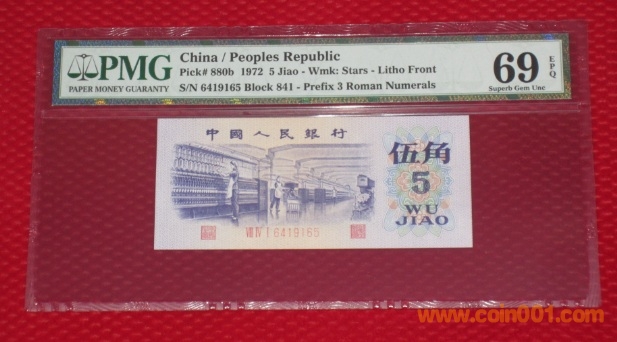 PMG
PAPER MONEY GUARANTY
China / Peoples Republic
Pick# 880b 1972 5 Jiao - Wmk: Stars - Litho Front
S/N 6419165 Block 841 - Prefix 3 Roman Numerals
69 EPQ
Superb Gem Unc
中國人民銀行
伍角
5
WU
JIAO
VIII IV I 6419165
www.coin001.com